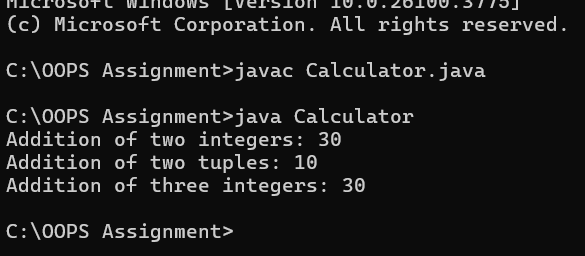 Microsoft Windows [Version 10.0.26100.3775]
(c) Microsoft Corporation. All rights reserved.
C:\OOPS Assignment>javac Calculator.java
C:\OOPS Assignment>java Calculator
Addition of two integers: 30
Addition of two tuples: 10
Addition of three integers: 30
C:\OOPS Assignment>